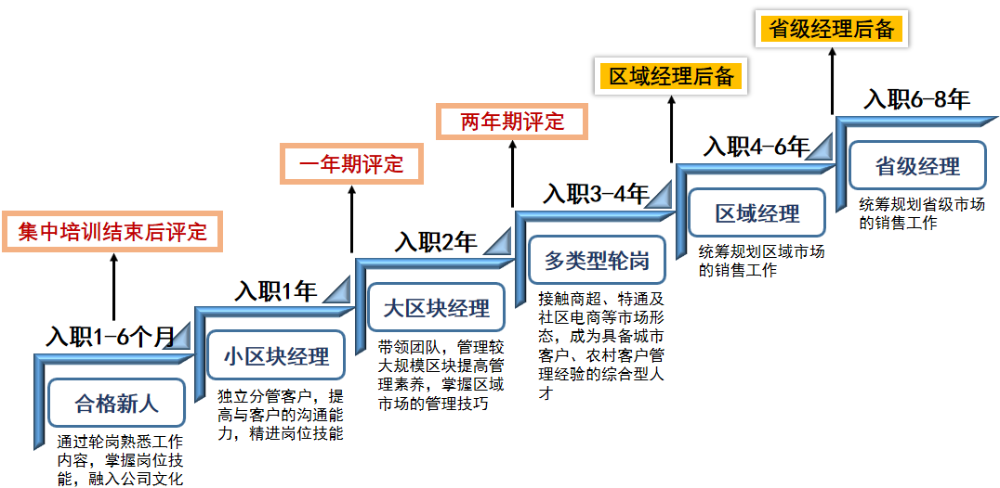 集中培训结束后评定
入职1-6个月
合格新人
通过轮岗熟悉工作
内容，掌握岗位技
能，融入公司文化
入职1年
小区块经理
独立分管客户，提
高与客户的沟通能
力，精进岗位技能
一年期评定
入职2年
大区块经理
带领团队，管理较
大规模区块提高管
理素养，掌握区域
市场的管理技巧
两年期评定
入职3-4年
多类型轮岗
接触商超、特通及
社区电商等市场形
态，成为具备城市
客户、农村客户管
理经验的综合型人
才
区域经理后备
入职4-6年
区域经理
统筹规划区域市场
的销售工作
省级经理后备
入职6-8年
省级经理
统筹规划省级市场
的销售工作